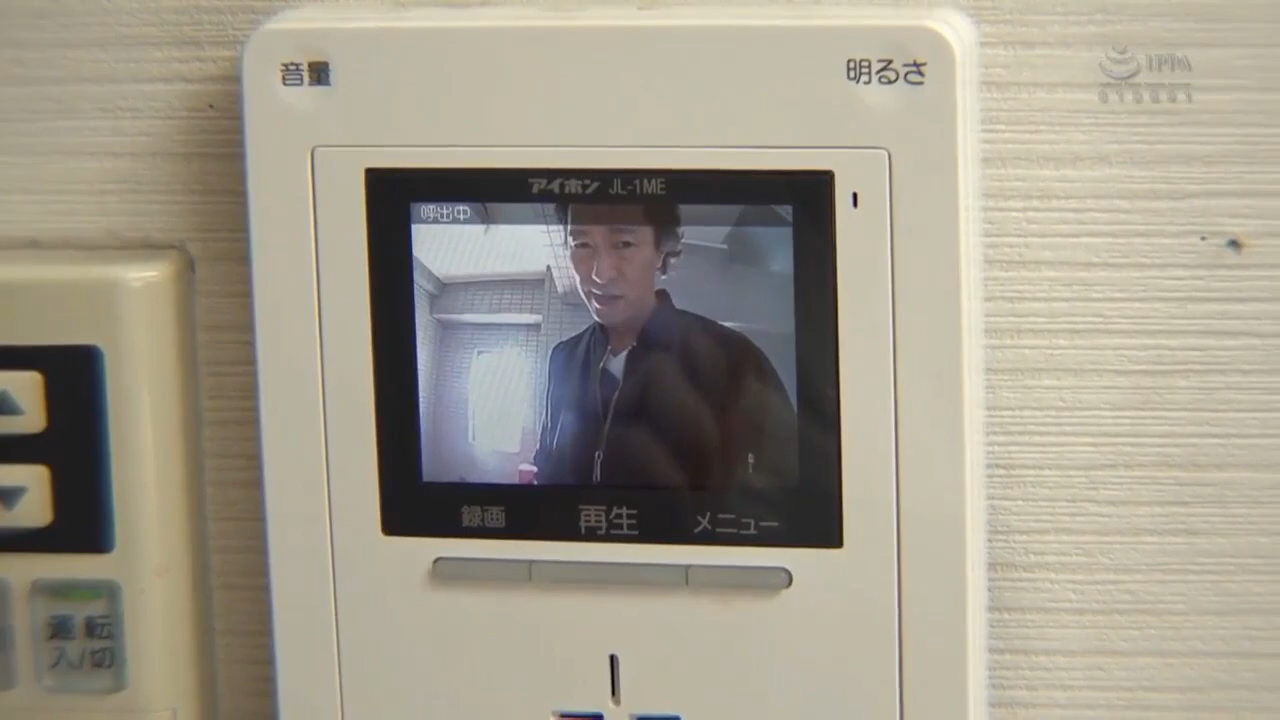 音量
明るさ
IPPA
アイホン JL-1ME
呼出中
録画
再生
メニュー
運転
入/切